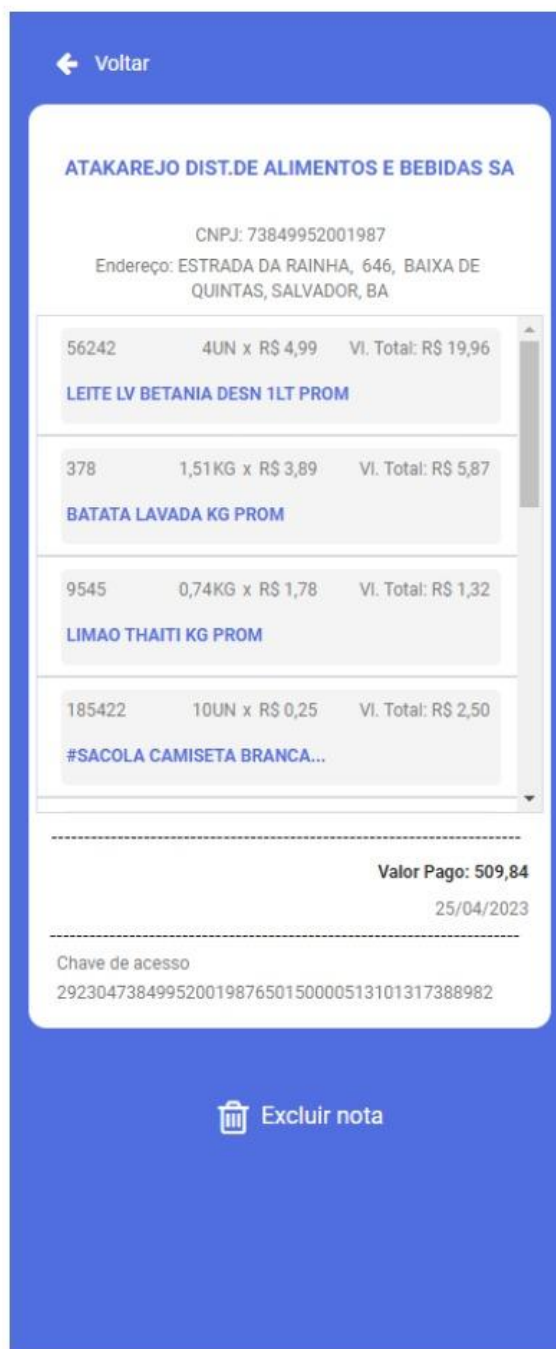 Voltar
ATAKAREJO DIST.DE ALIMENTOS E BEBIDAS SA
CNPJ: 73849952001987
Endereço: ESTRADA DA RAINHA, 646, BAIXA DE
QUINTAS, SALVADOR, BA
56242 4UN x R$ 4,99 Vl. Total: R$ 19,96
LEITE LV BETANIA DESN 1LT PROM
378 1,51KG x R$ 3,89 Vl. Total: R$ 5,87
BATATA LAVADA KG PROM
9545 0,74KG x R$ 1,78 Vl. Total: R$ 1,32
LIMAO THAITI KG PROM
185422 10UN x R$ 0,25 Vl. Total: R$ 2,50
#SACOLA CAMISETA BRANCA...
Valor Pago: 509,84
25/04/2023
Chave de acesso
29230473849952001987650150000513101317388982
Excluir nota